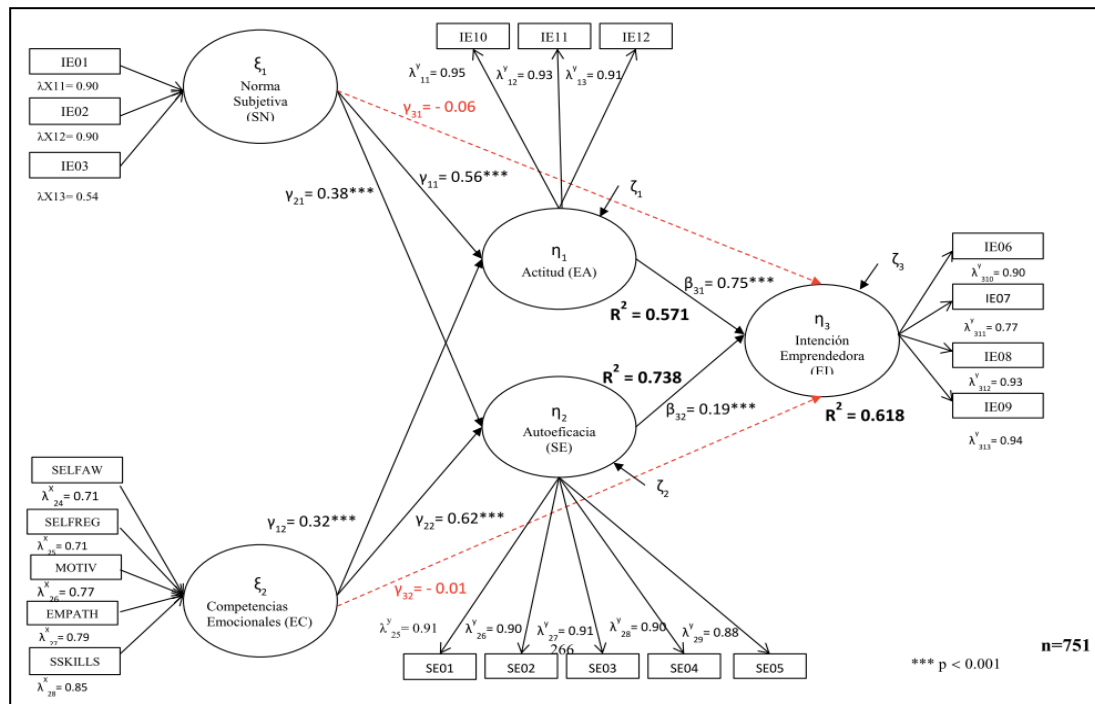 IE01
λX11= 0.90
IE02
λX12= 0.90
IE03
λX13= 0.54
ξ1
Norma
Subjetiva
(SN)
IE10
IE11
IE12
λy11= 0.95
λy12= 0.93
λy13= 0.91
γ31= - 0.06
γ11= 0.56***
γ21= 0.38***
ζ1
η1
Actitud (EA)
R2 = 0.571
β31= 0.75***
ζ3
η3
Intención
Emprendedora
(EI)
R2 = 0.618
IE06
λy310= 0.90
IE07
λy311= 0.77
IE08
λy312= 0.93
IE09
λy313= 0.94
R2 = 0.738
β32= 0.19***
η2
Autoeficacia
(SE)
ζ2
SELFAW
λx24= 0.71
SELFREG
λx25= 0.71
MOTIV
λx26= 0.77
EMPATH
λx27= 0.79
SSKILLS
λx28= 0.85
γ12= 0.32***
γ22= 0.62***
ξ2
Competencias
Emocionales (EC)
γ32= - 0.01
λy25= 0.91
λy26= 0.90
λy27= 0.91
λy28= 0.90
λy29= 0.88
266
SE01
SE02
SE03
SE04
SE05
n=751
*** p < 0.001